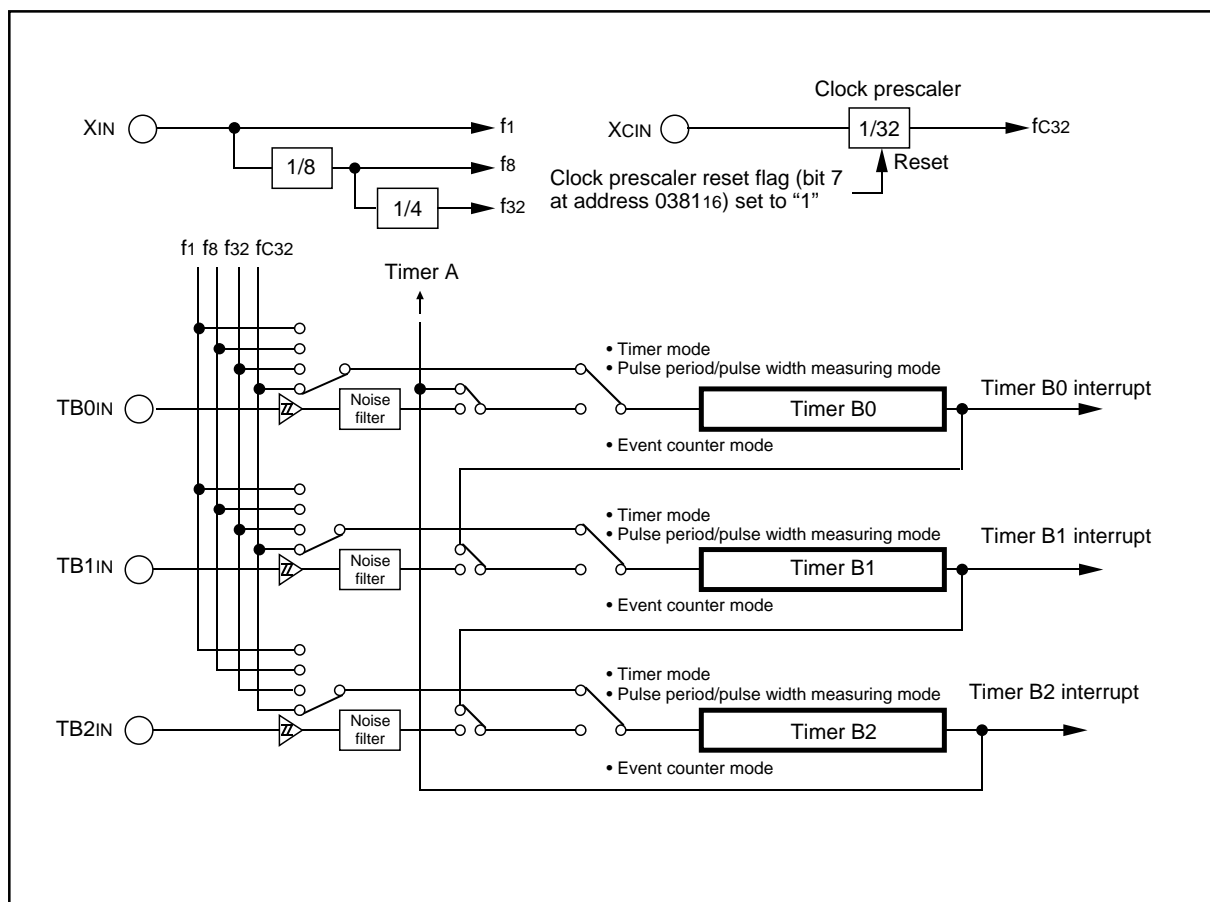 XIN
f1
1/8
f8
1/4
f32
Clock prescaler
XCIN
1/32
fC32
Reset
Clock prescaler reset flag (bit 7
at address 038116) set to “1”
f1 f8 f32 fC32
Timer A
• Timer mode
• Pulse period/pulse width measuring mode
TB0IN
Noise
filter
Timer B0
Timer B0 interrupt
• Event counter mode
• Timer mode
• Pulse period/pulse width measuring mode
TB1IN
Noise
filter
Timer B1
Timer B1 interrupt
• Event counter mode
• Timer mode
• Pulse period/pulse width measuring mode
TB2IN
Noise
filter
Timer B2
Timer B2 interrupt
• Event counter mode